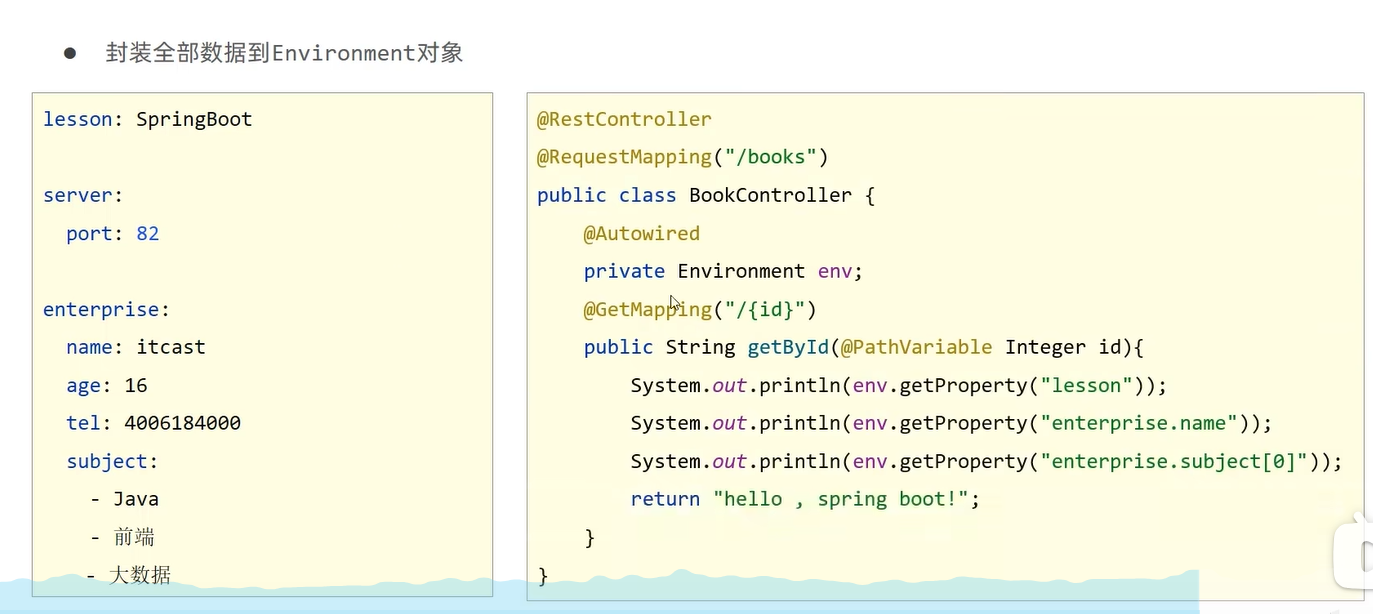 ● 封装全部数据到Environment对象
lesson: SpringBoot
server:
  port: 82
enterprise:
  name: itcast
  age: 16
  tel: 4006184000
  subject:
    - Java
    - 前端
    - 大数据
@RestController
@RequestMapping("/books")
public class BookController {
    @Autowired
    private Environment env;
    @GetMapping("/{id}")
    public String getById(@PathVariable Integer id){
        System.out.println(env.getProperty("lesson"));
        System.out.println(env.getProperty("enterprise.name"));
        System.out.println(env.getProperty("enterprise.subject[0]"));
        return "hello , spring boot!";
    }
}